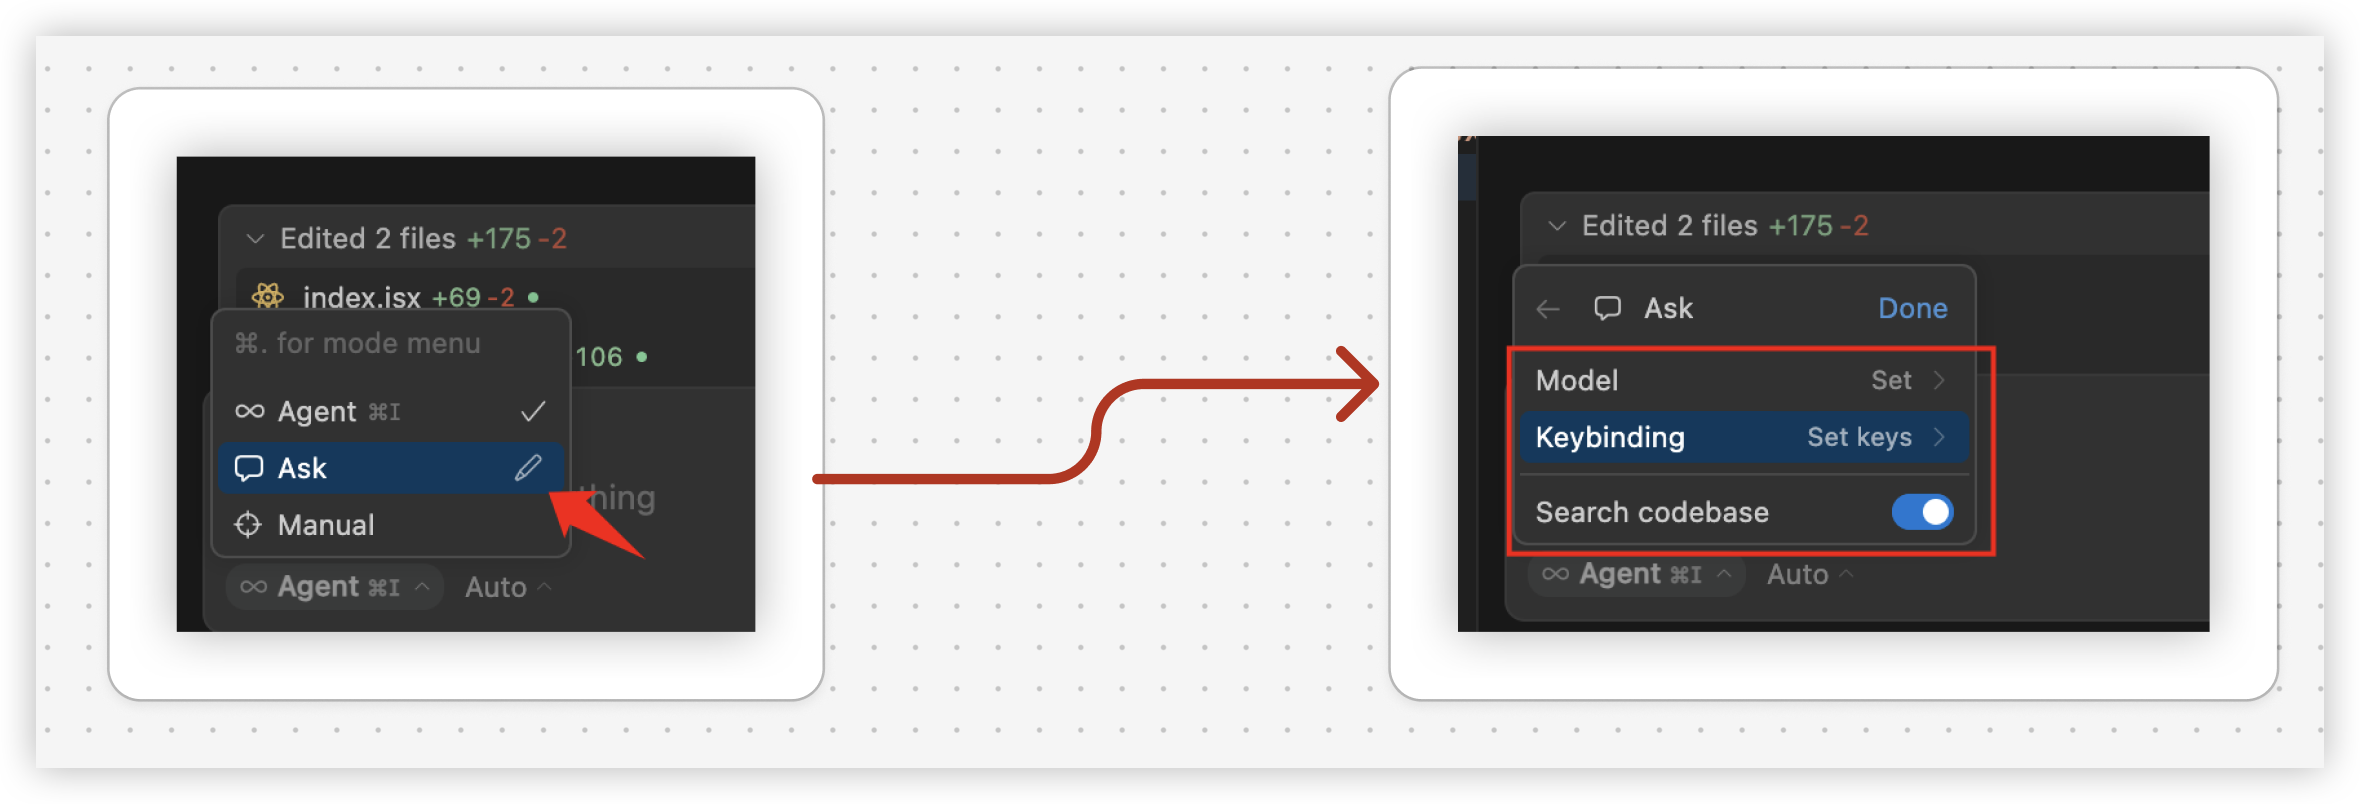 Edited 2 files +175 -2
index.jsx +69 -2
⌘. for mode menu
106
Agent ⌘I
Ask
thing
Manual
Agent ⌘I Auto
Edited 2 files +175 -2
Ask Done
Model Set
Keybinding Set keys
Search codebase
Agent ⌘I Auto